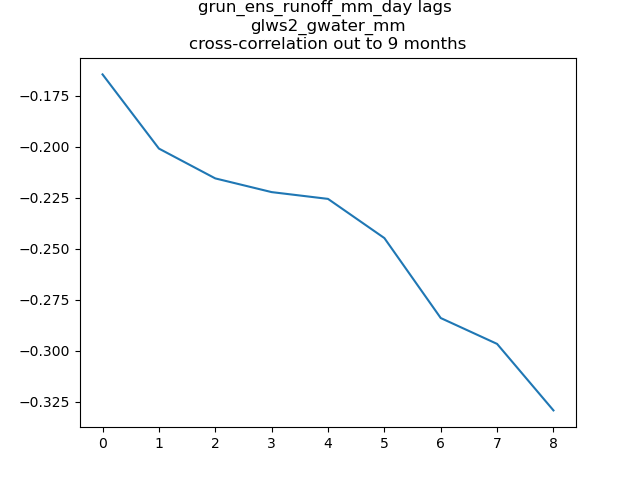 grun_ens_runoff_mm_day lags
glws2_gwater_mm
cross-correlation out to 9 months
−0.175
−0.200
−0.225
−0.250
−0.275
−0.300
−0.325
0 1 2 3 4 5 6 7 8